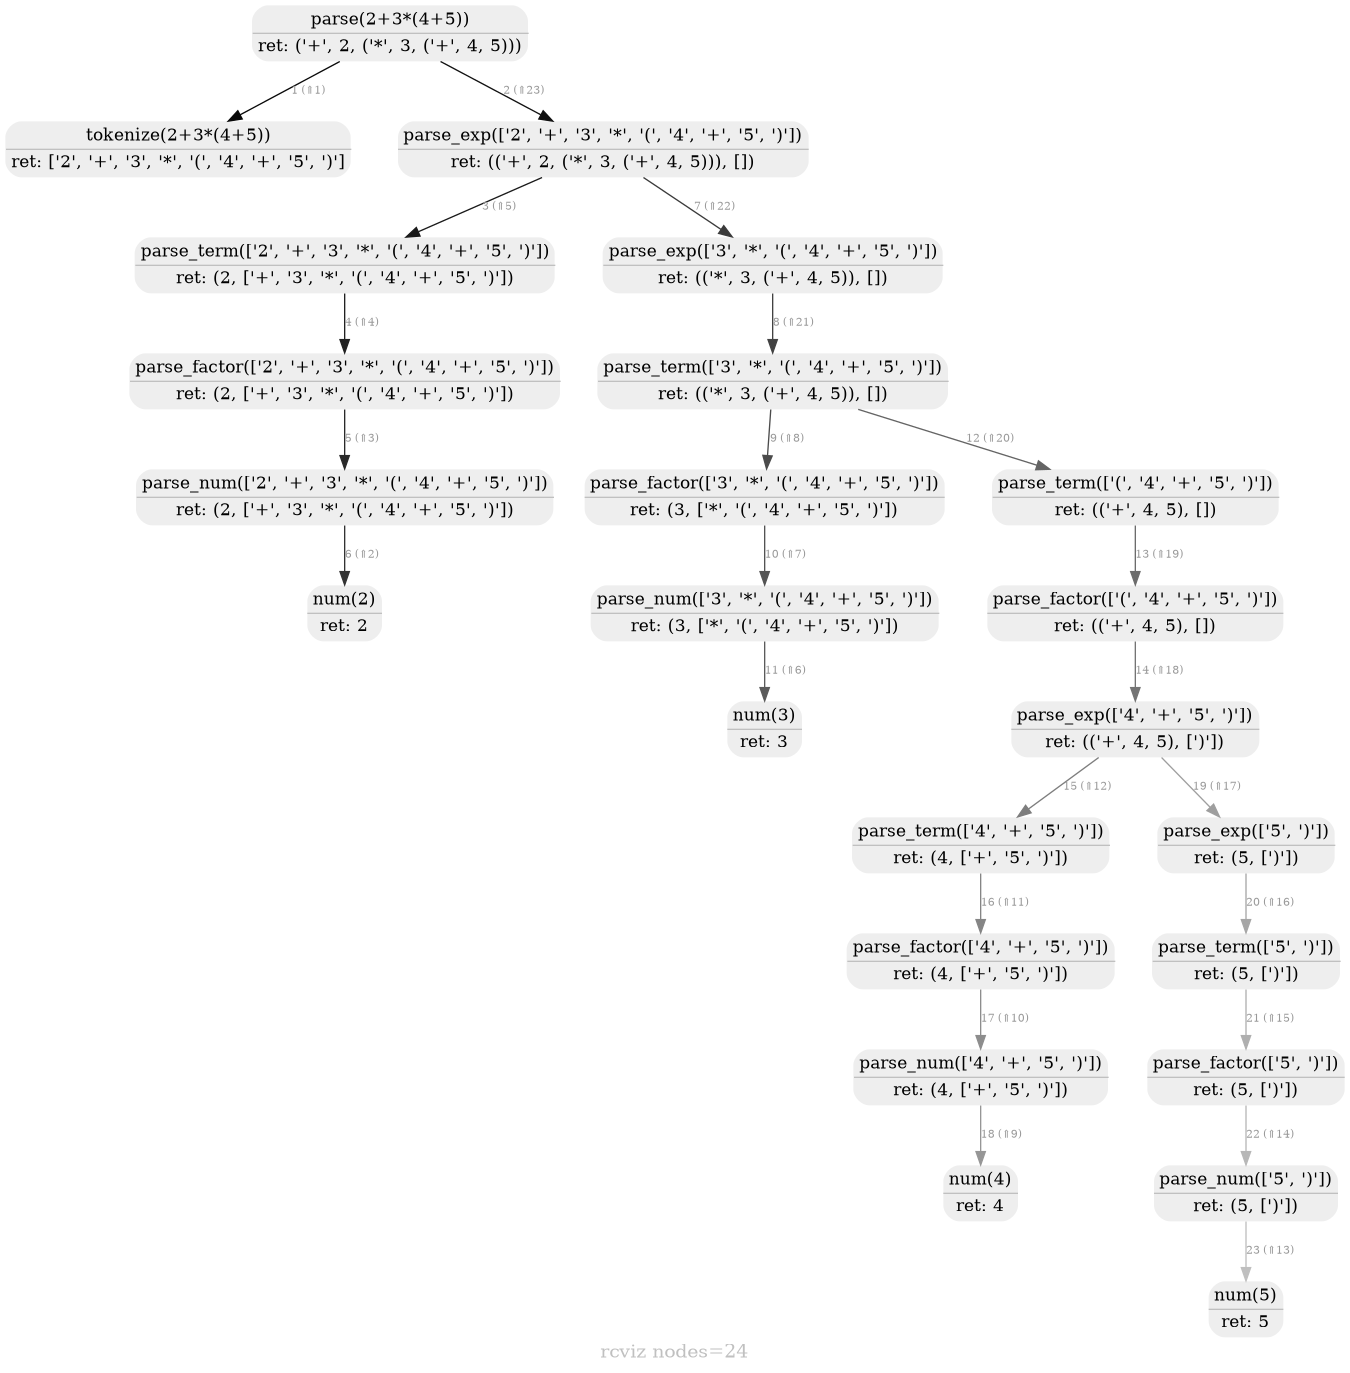 parse(2+3*(4+5))
ret: ('+', 2, ('*', 3, ('+', 4, 5)))
1 (⇑1)
2 (⇑23)
tokenize(2+3*(4+5))
ret: ['2', '+', '3', '*', '(', '4', '+', '5', ')']
parse_exp(['2', '+', '3', '*', '(', '4', '+', '5', ')'])
ret: (('+', 2, ('*', 3, ('+', 4, 5))), [])
3 (⇑5)
7 (⇑22)
parse_term(['2', '+', '3', '*', '(', '4', '+', '5', ')'])
ret: (2, ['+', '3', '*', '(', '4', '+', '5', ')'])
parse_exp(['3', '*', '(', '4', '+', '5', ')'])
ret: (('*', 3, ('+', 4, 5)), [])
4 (⇑4)
8 (⇑21)
parse_factor(['2', '+', '3', '*', '(', '4', '+', '5', ')'])
ret: (2, ['+', '3', '*', '(', '4', '+', '5', ')'])
parse_term(['3', '*', '(', '4', '+', '5', ')'])
ret: (('*', 3, ('+', 4, 5)), [])
5 (⇑3)
9 (⇑8)
12 (⇑20)
parse_num(['2', '+', '3', '*', '(', '4', '+', '5', ')'])
ret: (2, ['+', '3', '*', '(', '4', '+', '5', ')'])
parse_factor(['3', '*', '(', '4', '+', '5', ')'])
ret: (3, ['*', '(', '4', '+', '5', ')'])
parse_term(['(', '4', '+', '5', ')'])
ret: (('+', 4, 5), [])
6 (⇑2)
10 (⇑7)
13 (⇑19)
num(2)
ret: 2
parse_num(['3', '*', '(', '4', '+', '5', ')'])
ret: (3, ['*', '(', '4', '+', '5', ')'])
parse_factor(['(', '4', '+', '5', ')'])
ret: (('+', 4, 5), [])
11 (⇑6)
14 (⇑18)
num(3)
ret: 3
parse_exp(['4', '+', '5', ')'])
ret: (('+', 4, 5), [')'])
15 (⇑12)
19 (⇑17)
parse_term(['4', '+', '5', ')'])
ret: (4, ['+', '5', ')'])
parse_exp(['5', ')'])
ret: (5, [')'])
16 (⇑11)
20 (⇑16)
parse_factor(['4', '+', '5', ')'])
ret: (4, ['+', '5', ')'])
parse_term(['5', ')'])
ret: (5, [')'])
17 (⇑10)
21 (⇑15)
parse_num(['4', '+', '5', ')'])
ret: (4, ['+', '5', ')'])
parse_factor(['5', ')'])
ret: (5, [')'])
18 (⇑9)
22 (⇑14)
num(4)
ret: 4
parse_num(['5', ')'])
ret: (5, [')'])
23 (⇑13)
num(5)
ret: 5
rcviz nodes=24